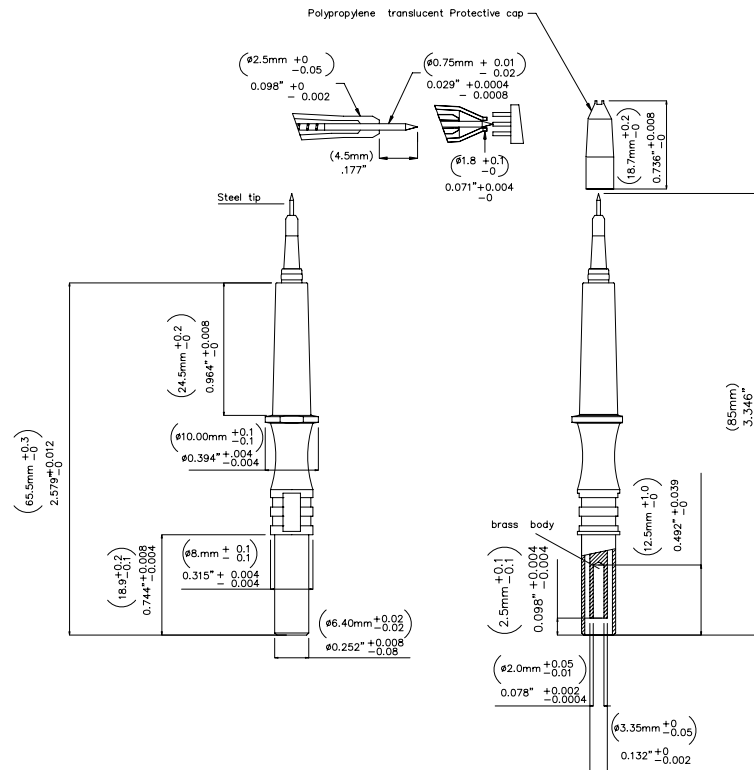 Polypropylene translucent Protective cap
(ø2.5mm +0 -0.05)
0.098" +0 -0.002
(ø0.75mm + 0.01 - 0.02)
0.029" +0.0004 - 0.0008
(4.5mm)
.177"
(ø1.8 +0.1 -0)
0.071"+0.004 -0
(18.7mm+0.2 -0)
0.736"+0.008 -0
Steel tip
(24.5mm+0.2 -0)
0.964"+0.008 -0
(65.5mm +0.3 -0)
2.579"+0.012 -0
(ø10.00mm +0.1 -0.1)
ø0.394"+.004 -0.004
(18.9+0.2 -0.1)
0.744"+0.008 -0.004
(ø8.mm + 0.1 - 0.1)
0.315"+ 0.004 - 0.004
(ø6.40mm+0.02 -0.02)
ø0.252"+0.008 -0.08
(85mm)
3.346"
brass body
(12.5mm+1.0 -0)
0.492"+0.039 -0
(2.5mm+0.1 -0.1)
0.098"+0.004 -0.004
(ø2.0mm+0.05 -0.01)
0.078" +0.002 -0.0004
(ø3.35mm+0 -0.05)
0.132"+0 -0.002